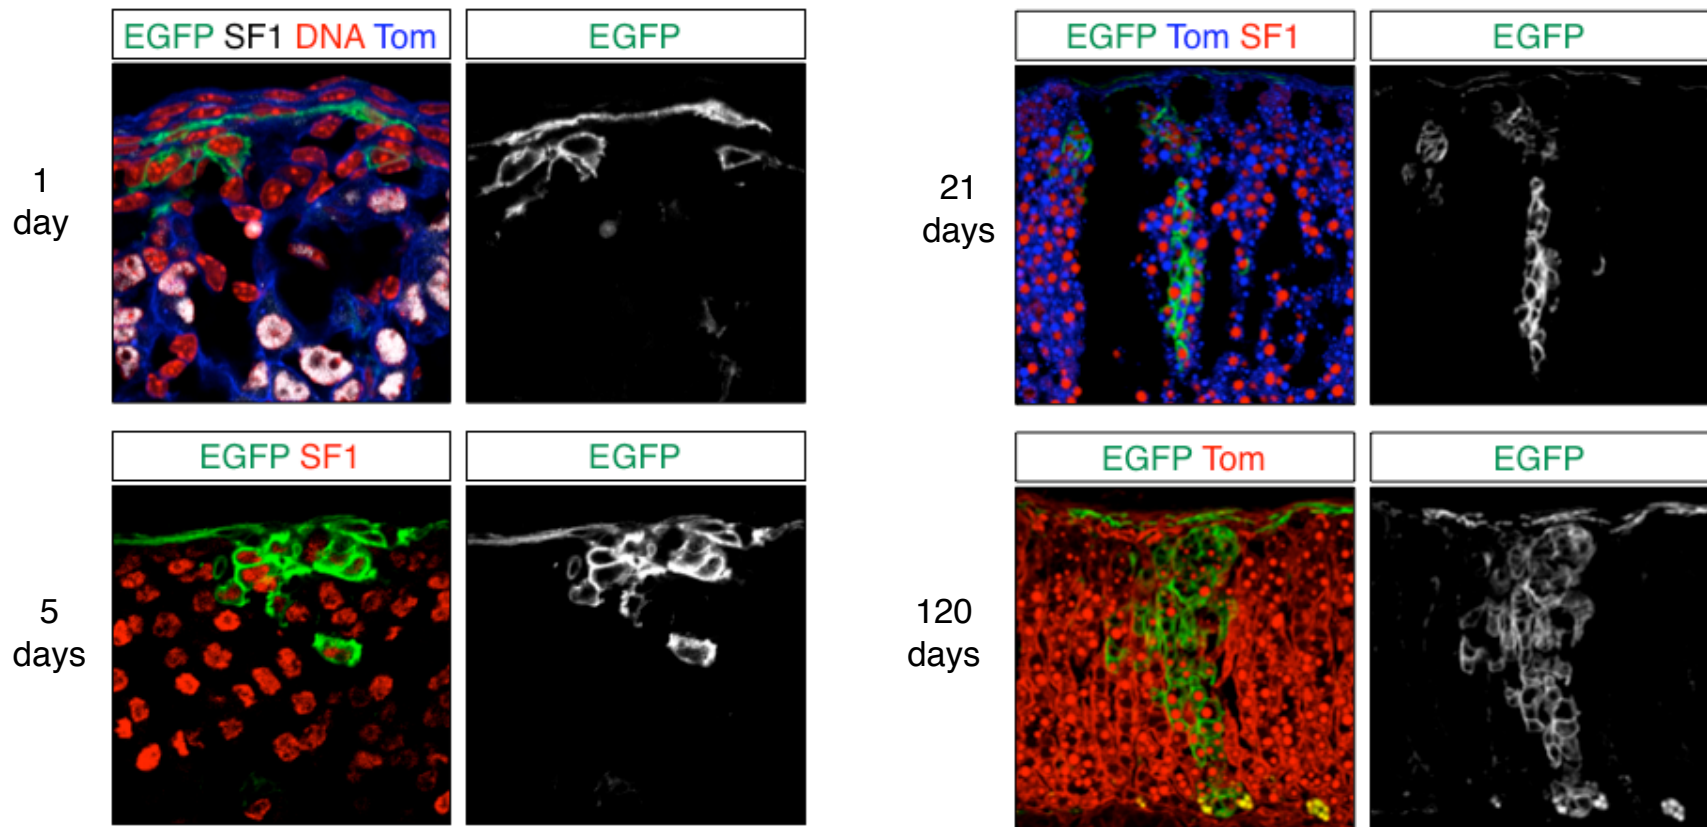 EGFP SF1 DNA Tom
EGFP
1
day
EGFP Tom SF1
EGFP
21
days
EGFP SF1
EGFP
5
days
EGFP Tom
EGFP
120
days